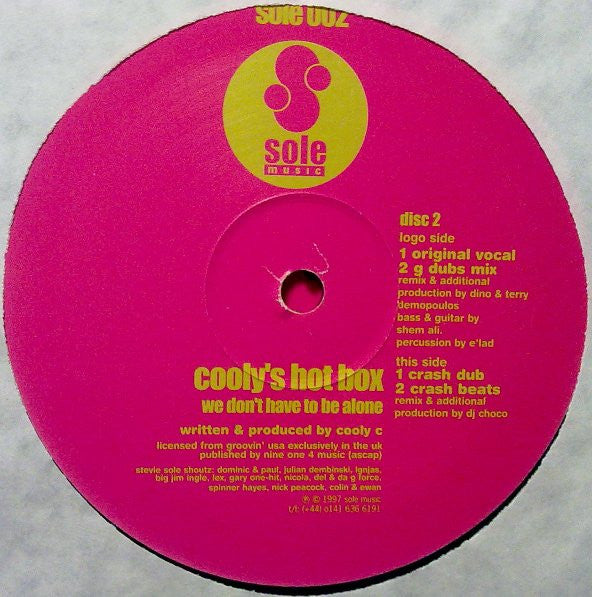 sole 002
sole
music
disc 2
logo side
1 original vocal
2 g dubs mix
remix & additional
production by dino & terry
demopoulos
bass & guitar by
shem ali.
percussion by e'lad
this side
1 crash dub
2 crash beats
remix & additional
production by dj choco
cooly's hot box
we don't have to be alone
written & produced by cooly c
licensed from groovin' usa exclusively in the uk
published by nine one 4 music (ascap)
stevie sole shoutz: dominic & paul, julian dembinski, ignjas,
big jim ingle, lex, gary one-hit, nicola, del & da g force,
spinner hayes, nick peacock, colin & ewan
℗ © 1997 sole music
t/f: (+44) 0141 636 6191